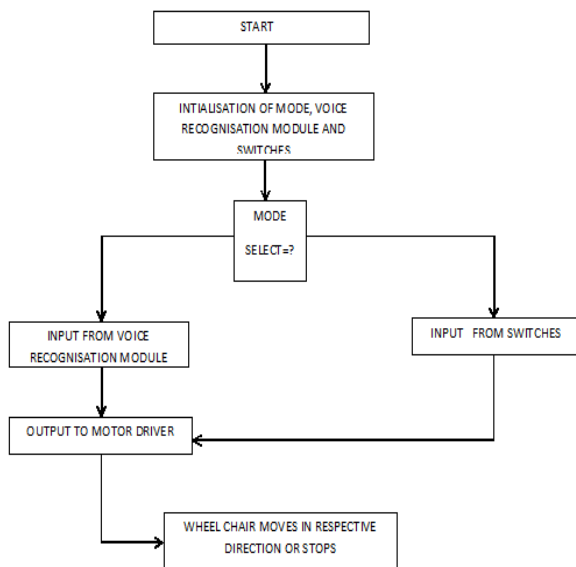 START
INTIALISATION OF MODE, VOICE
RECOGNISATION MODULE AND
SWITCHES
MODE
SELECT=?
INPUT FROM VOICE
RECOGNISATION MODULE
INPUT FROM SWITCHES
OUTPUT TO MOTOR DRIVER
WHEEL CHAIR MOVES IN RESPECTIVE
DIRECTION OR STOPS